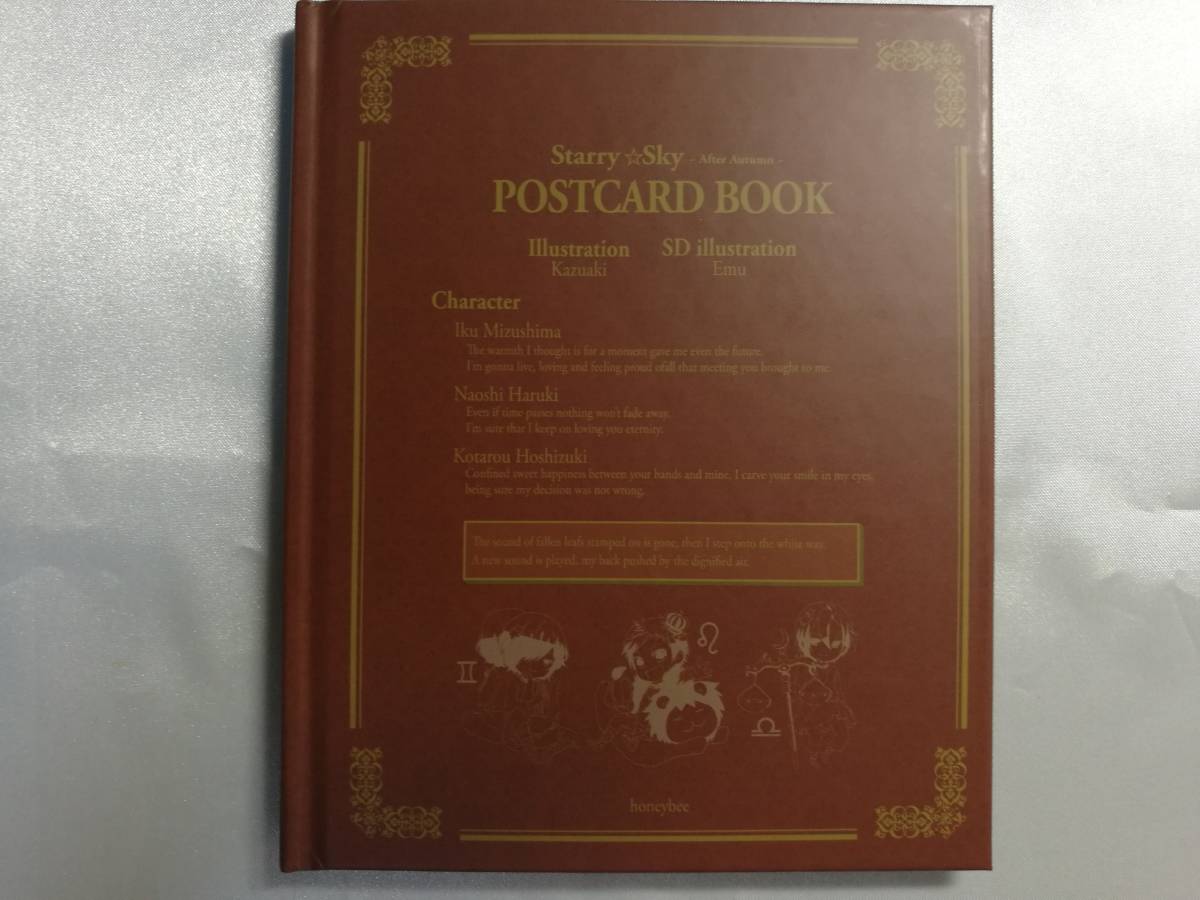 Starry ☆ Sky - After Autumn -
POSTCARD BOOK
Illustration SD illustration
Kazuaki Emu
Character
Iku Mizushima
The warmth I thought is for a moment gave me even the future.
I'm gonna live, loving and feeling proud of all that meeting you brought to me.
Naoshi Haruki
Even if time passes nothing won't fade away.
I'm sure that I keep on loving you eternity.
Kotarou Hoshizuki
Confined sweet happiness between your hands and mine, I carve your smile in my eyes,
being sure my decision was not wrong.
The sound of fallen leafs stamped on is gone, then I step onto the white way.
A new sound is played, my back pushed by the dignified air.
♊ ♌ ♎
honeybee